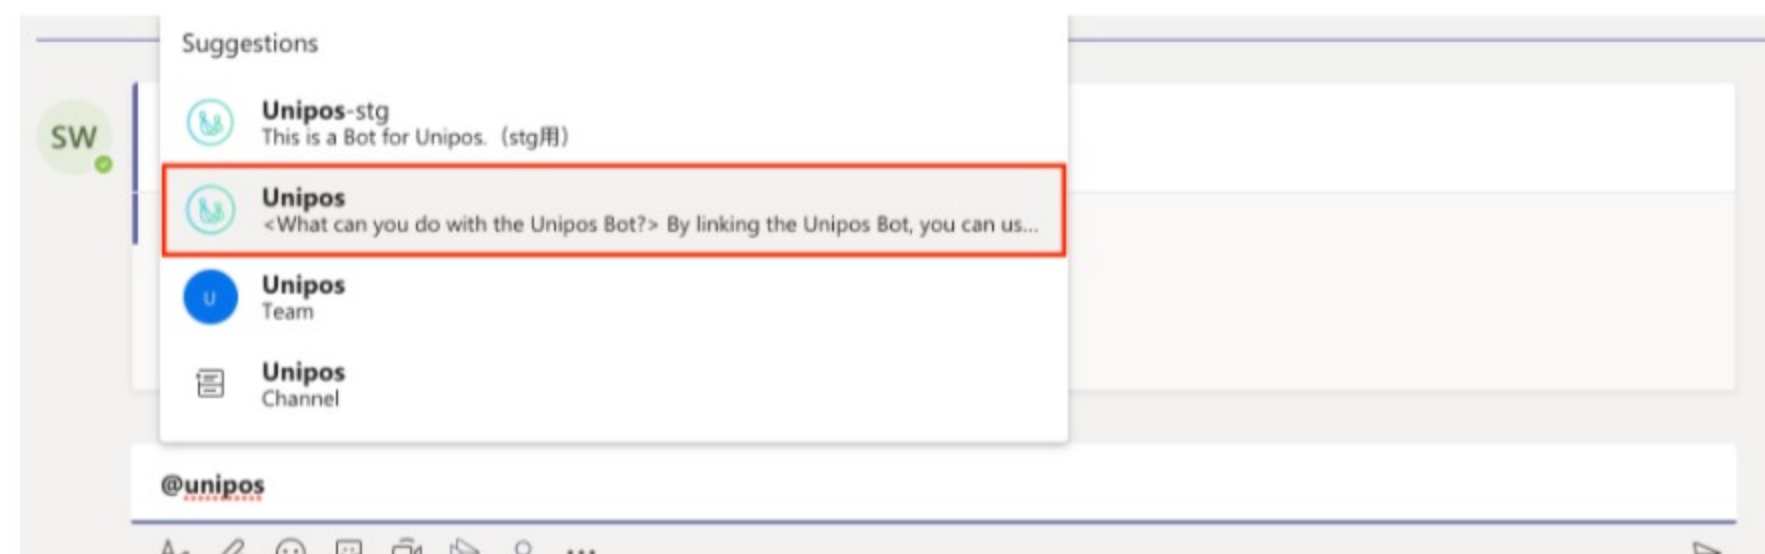 Suggestions
Unipos-stg
This is a Bot for Unipos. (stg用)
SW
Unipos
<What can you do with the Unipos Bot?> By linking the Unipos Bot, you can us...
U
Unipos
Team
Unipos
Channel
@unipos